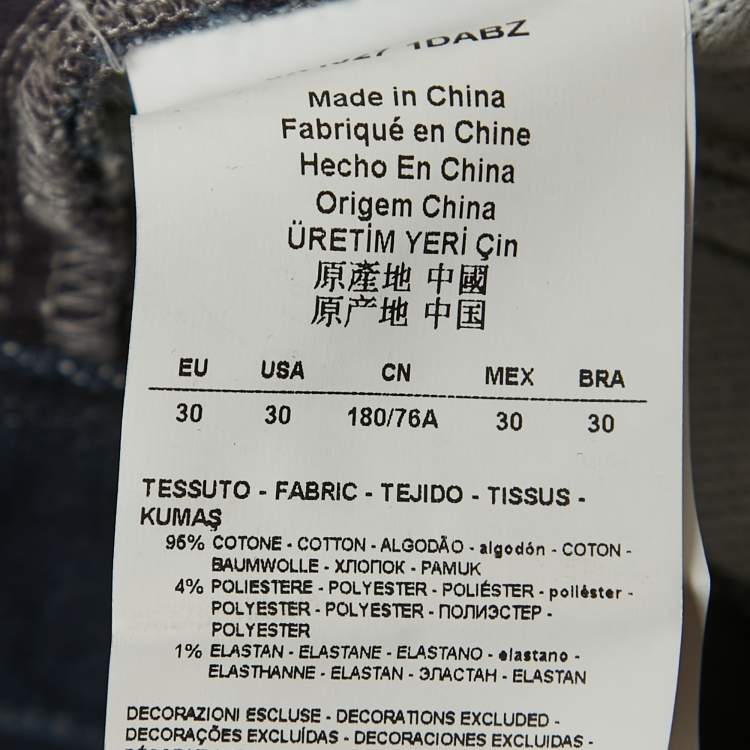 1DABZ
Made in China
Fabriqué en Chine
Hecho En China
Origem China
ÜRETİM YERİ Çin
原產地 中國
原产地 中国
EU USA CN MEX BRA
30 30 180/76A 30 30
TESSUTO - FABRIC - TEJIDO - TISSUS -
KUMAŞ
95% COTONE - COTTON - ALGODÃO - algodón - COTON -
BAUMWOLLE - ХЛОПОК - PAMUK
4% POLIESTERE - POLYESTER - POLIÉSTER - poliéster -
POLYESTER - POLYESTER - ПОЛИЭСТЕР -
POLYESTER
1% ELASTAN - ELASTANE - ELASTANO - elastano -
ELASTHANNE - ELASTAN - ЭЛАСТАН - ELASTAN
DECORAZIONI ESCLUSE - DECORATIONS EXCLUDED -
DECORAÇÕES EXCLUÍDAS - DECORACIONES EXCLUIDAS -